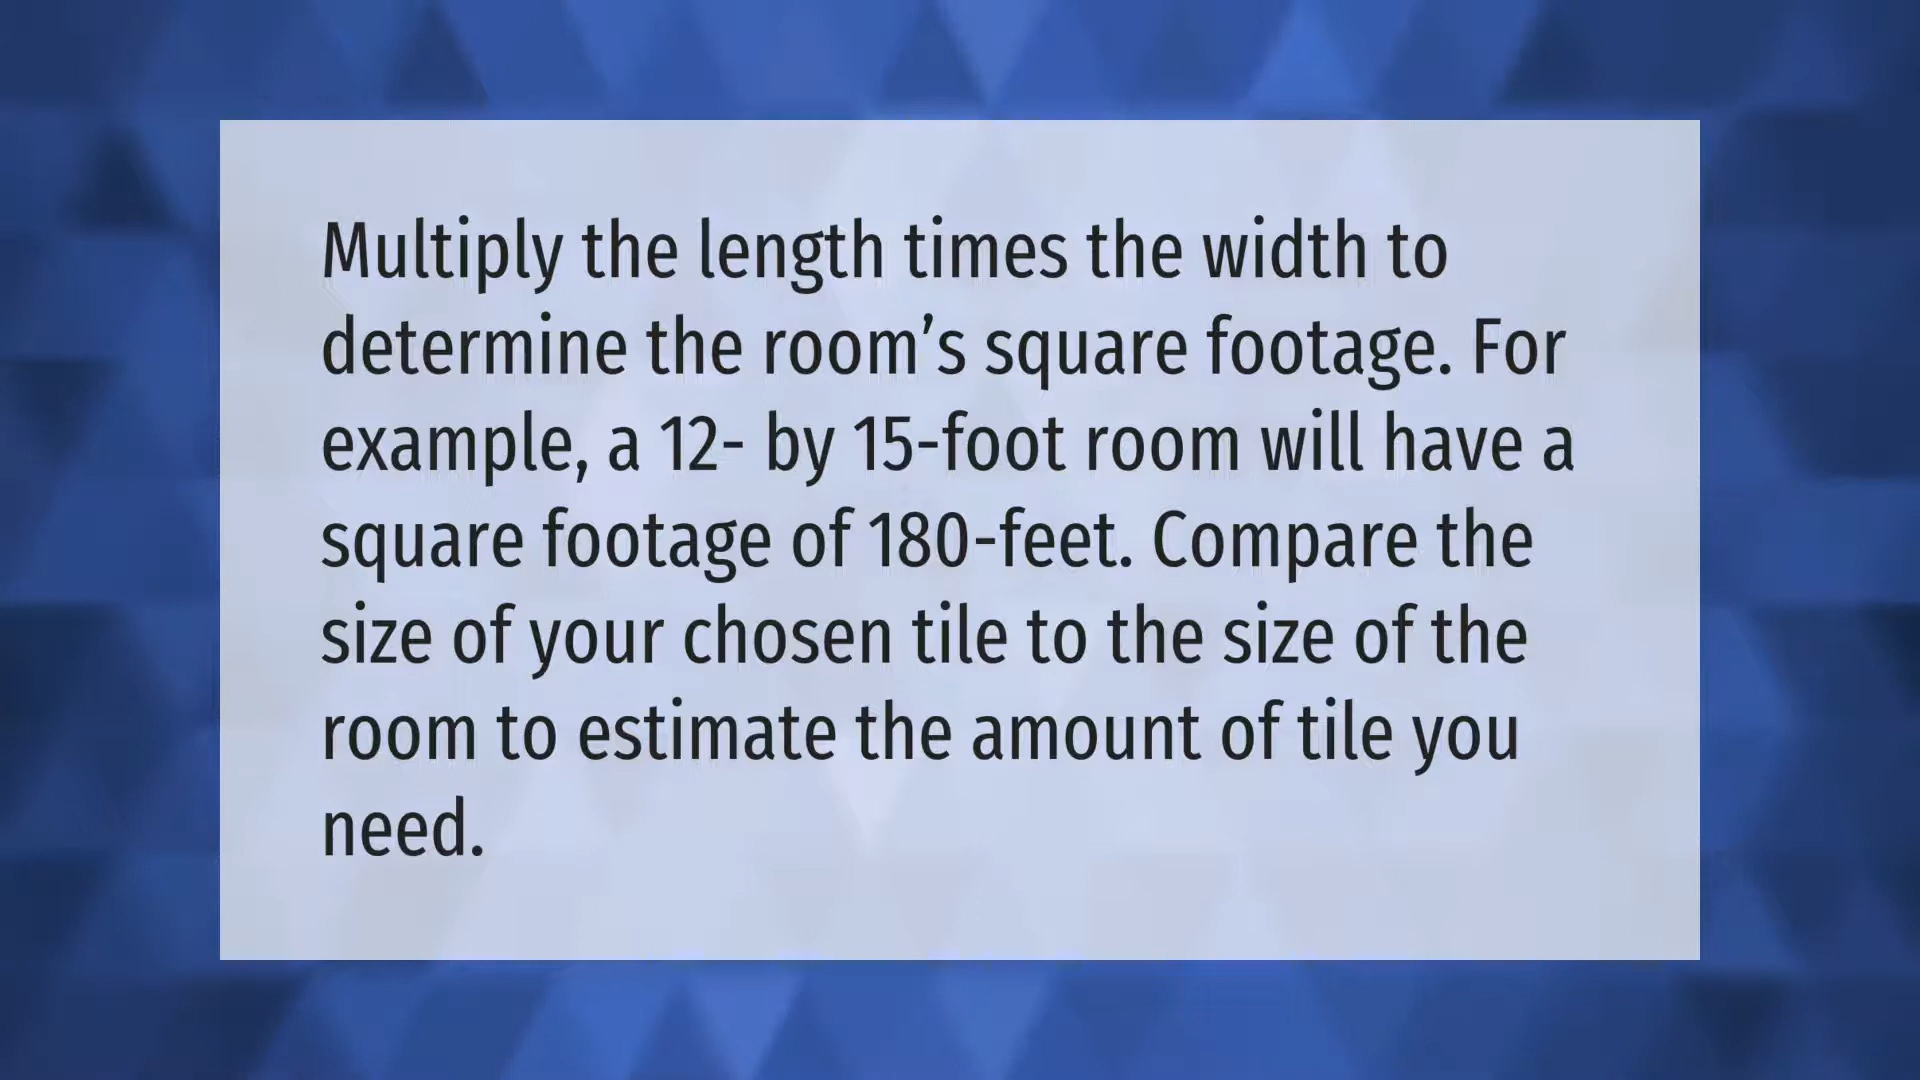 Multiply the length times the width to
determine the room’s square footage. For
example, a 12- by 15-foot room will have a
square footage of 180-feet. Compare the
size of your chosen tile to the size of the
room to estimate the amount of tile you
need.